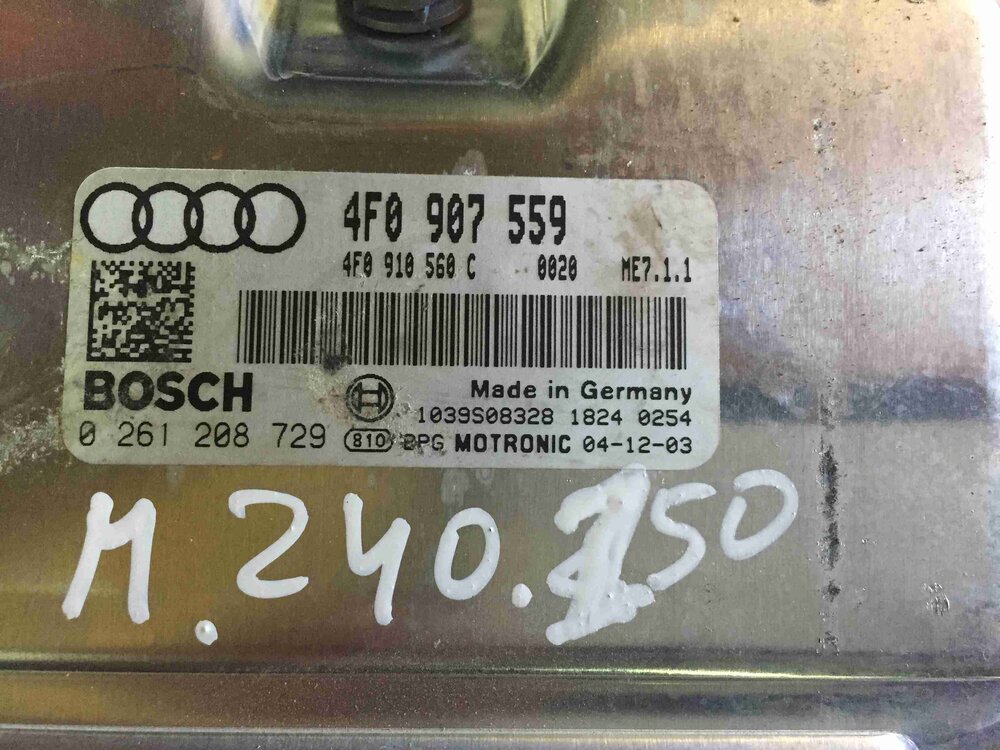 4F0 907 559
4F0 910 560 C 0020 ME7.1.1
BOSCH
Made in Germany
1039S08328 1824 0254
0 261 208 729
810 BPG MOTRONIC 04-12-03
M. 240. 50